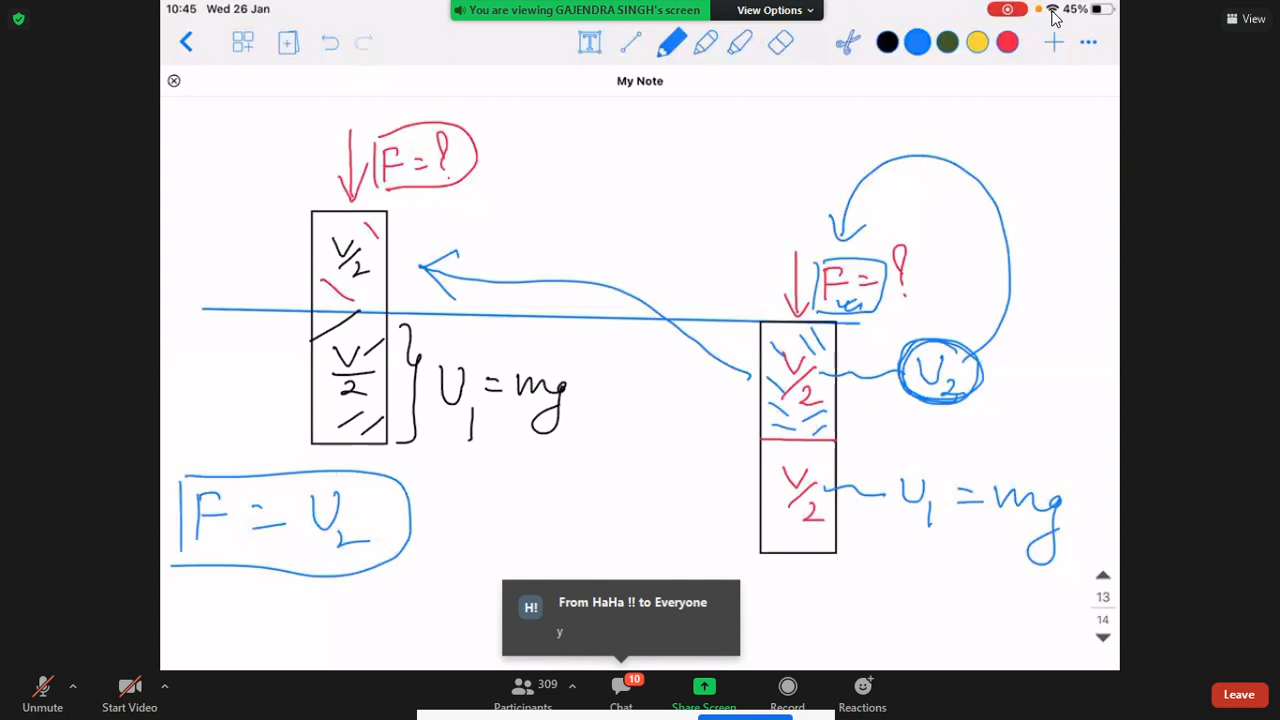 10:45 Wed 26 Jan
You are viewing GAJENDRA SINGH's screen
View Options
45%
View
My Note
F = ?
V/2
F = ?
V/2
V/2
U₁ = mg
U₂
F = U₂
V/2
U₁ = mg
H!
From HaHa !! to Everyone
y
13
14
Unmute
Start Video
309
Participants
10
Chat
Share Screen
Record
Reactions
Leave